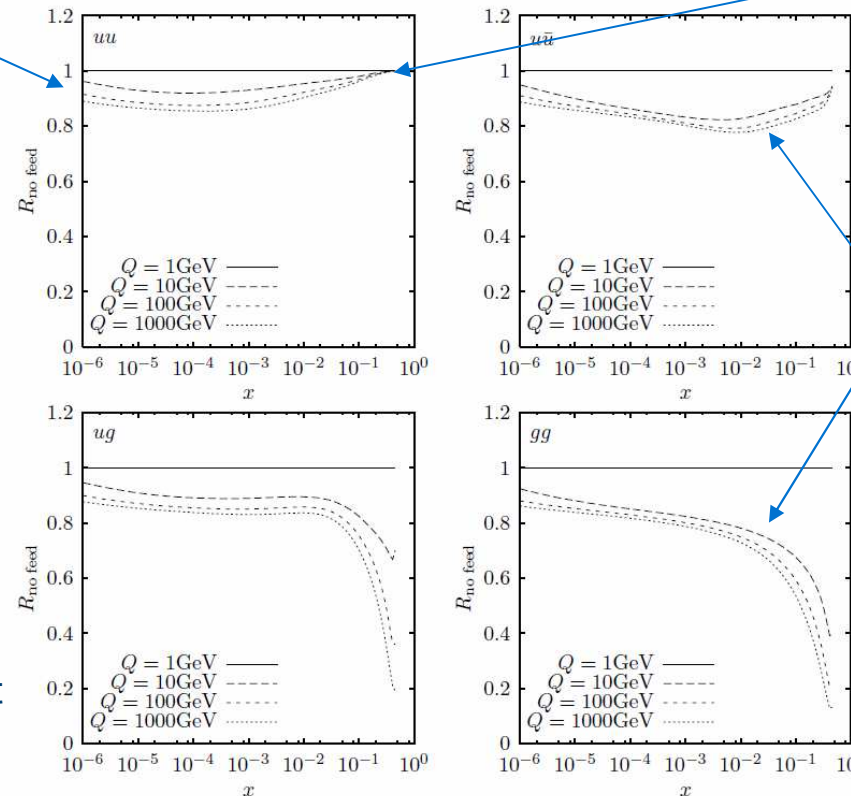 1.2
1
0.8
0.6
0.4
0.2
0
R_no feed
uu
Q = 1GeV
Q = 10GeV
Q = 100GeV
Q = 1000GeV
10^−6 10^−5 10^−4 10^−3 10^−2 10^−1 10^0
x
1.2
1
0.8
0.6
0.4
0.2
0
R_no feed
uū
Q = 1GeV
Q = 10GeV
Q = 100GeV
Q = 1000GeV
10^−6 10^−5 10^−4 10^−3 10^−2 10^−1 10
x
1.2
1
0.8
0.6
0.4
0.2
0
R_no feed
ug
Q = 1GeV
Q = 10GeV
Q = 100GeV
Q = 1000GeV
10^−6 10^−5 10^−4 10^−3 10^−2 10^−1 10^0
x
1.2
1
0.8
0.6
0.4
0.2
0
R_no feed
gg
Q = 1GeV
Q = 10GeV
Q = 100GeV
Q = 1000GeV
10^−6 10^−5 10^−4 10^−3 10^−2 10^−1 10
x